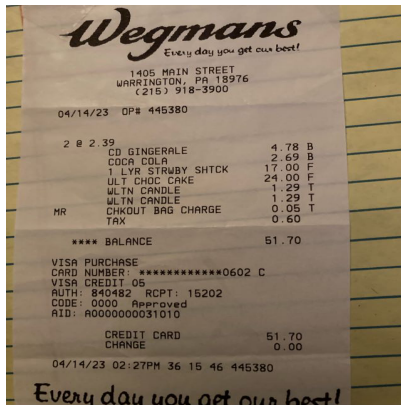 Wegmans
Every day you get our best!
1405 MAIN STREET
WARRINGTON, PA 18976
(215) 918-3900
04/14/23 OP# 445380
2 @ 2.39
CD GINGERALE 4.78 B
COCA COLA 2.69 B
1 LYR STRWBY SHTCK 17.00 F
ULT CHOC CAKE 24.00 F
WLTN CANDLE 1.29 T
WLTN CANDLE 1.29 T
MR CHKOUT BAG CHARGE 0.05 T
TAX 0.60
**** BALANCE 51.70
VISA PURCHASE
CARD NUMBER: ************0602 C
VISA CREDIT 05
AUTH: 840482 RCPT: 15202
CODE: 0000 Approved
AID: A0000000031010
CREDIT CARD 51.70
CHANGE 0.00
04/14/23 02:27PM 36 15 46 445380
Every day you get our best!